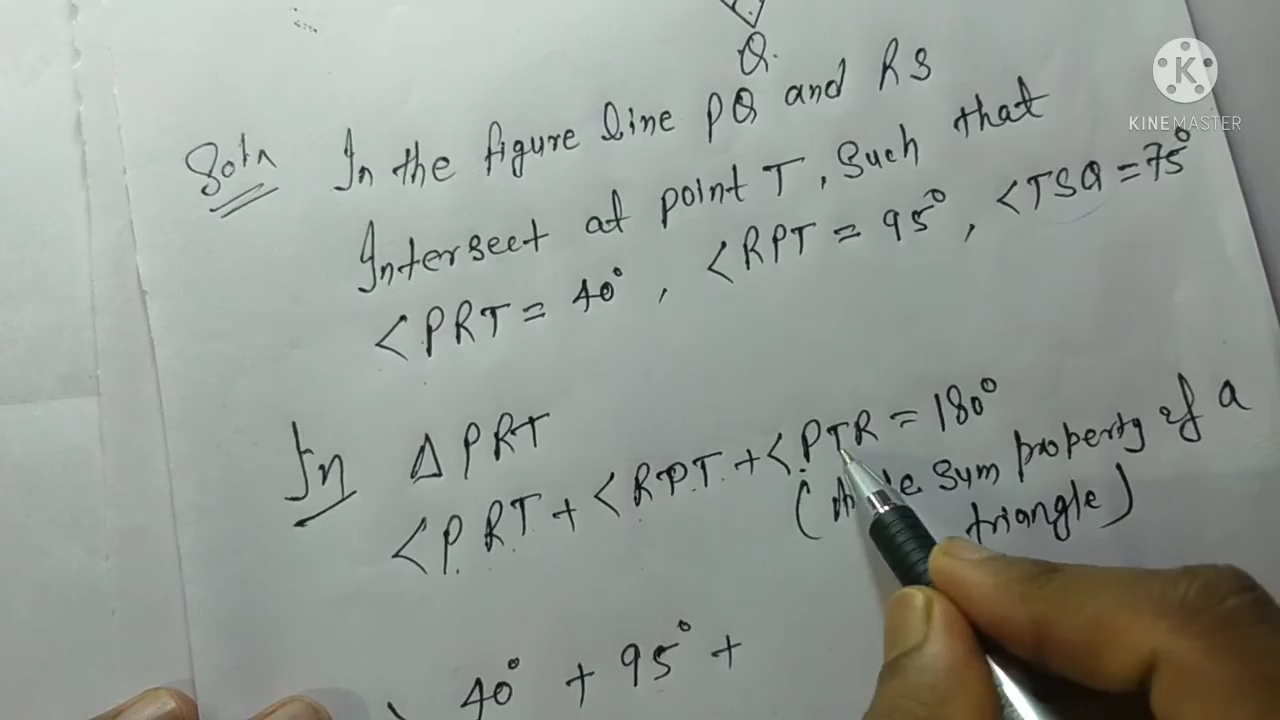 Q.
Soln In the figure line PQ and RS
Intersect at point T, Such that
<PRT = 40°, <RPT = 95°, <TSQ = 75°
In Δ PRT
<PRT + <RPT + <PTR = 180°
( sum property of a
triangle)
40° + 95° +
K
KINEMASTER